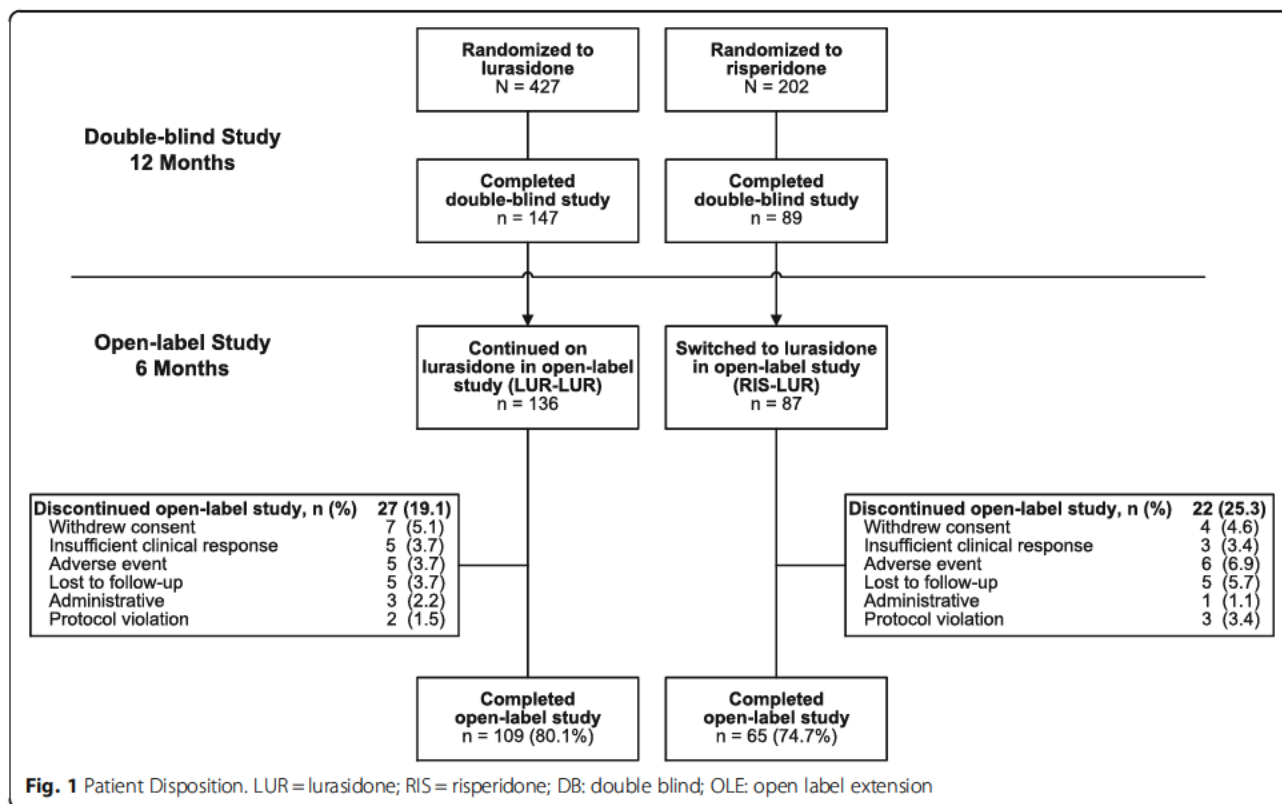 Randomized to
lurasidone
N = 427
Randomized to
risperidone
N = 202
Double-blind Study
12 Months
Completed
double-blind study
n = 147
Completed
double-blind study
n = 89
Open-label Study
6 Months
Continued on
lurasidone in open-label
study (LUR-LUR)
n = 136
Switched to lurasidone
in open-label study
(RIS-LUR)
n = 87
Discontinued open-label study, n (%) 27 (19.1)
Withdrew consent 7 (5.1)
Insufficient clinical response 5 (3.7)
Adverse event 5 (3.7)
Lost to follow-up 5 (3.7)
Administrative 3 (2.2)
Protocol violation 2 (1.5)
Discontinued open-label study, n (%) 22 (25.3)
Withdrew consent 4 (4.6)
Insufficient clinical response 3 (3.4)
Adverse event 6 (6.9)
Lost to follow-up 5 (5.7)
Administrative 1 (1.1)
Protocol violation 3 (3.4)
Completed
open-label study
n = 109 (80.1%)
Completed
open-label study
n = 65 (74.7%)
Fig. 1 Patient Disposition. LUR = lurasidone; RIS = risperidone; DB: double blind; OLE: open label extension